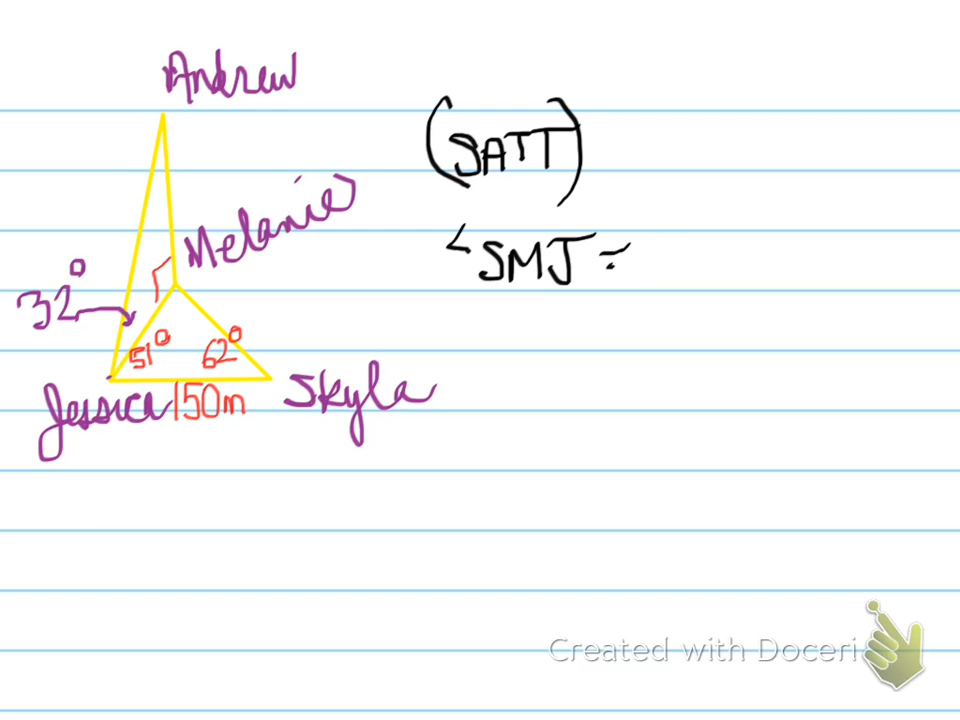 Andrew
(SATT)
Melanie
<SMJ =
32°
51° 62°
Jessica 150m Skyla
Created with Doceri